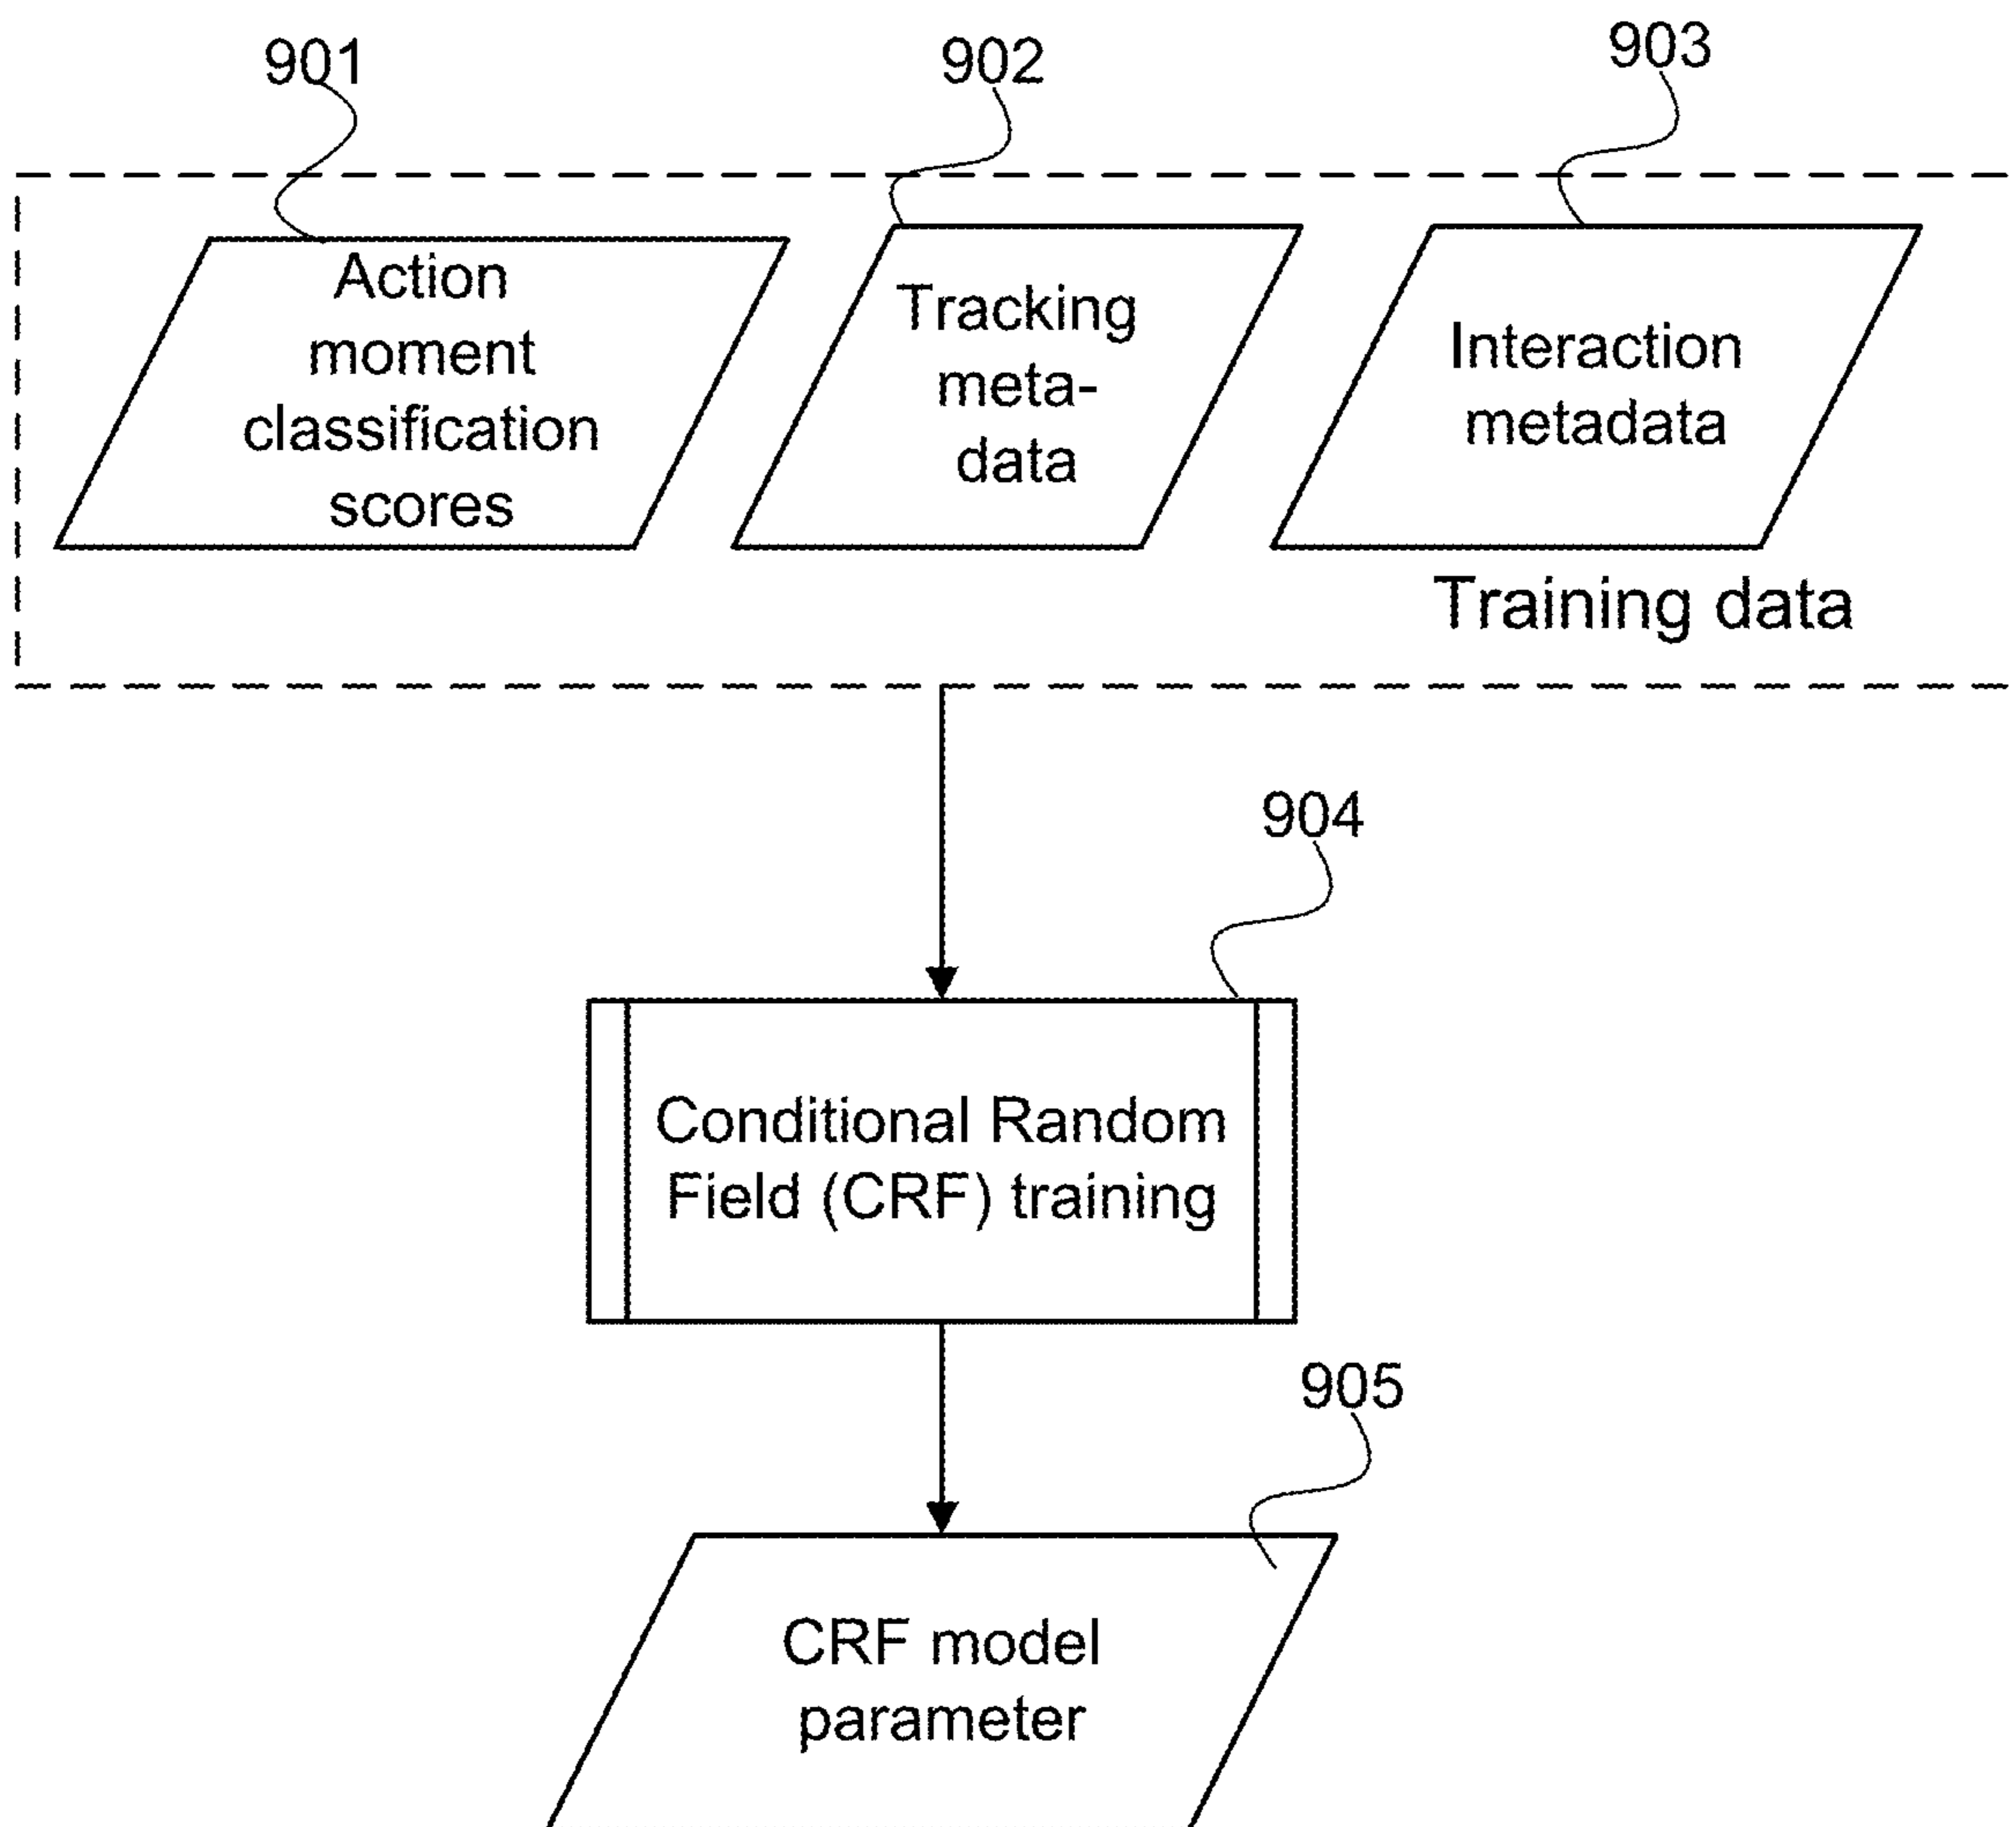 901
902
903
Action
moment
classification
scores
Tracking
meta-
data
Interaction
metadata
Training data
904
Conditional Random
Field (CRF) training
905
CRF model
parameter